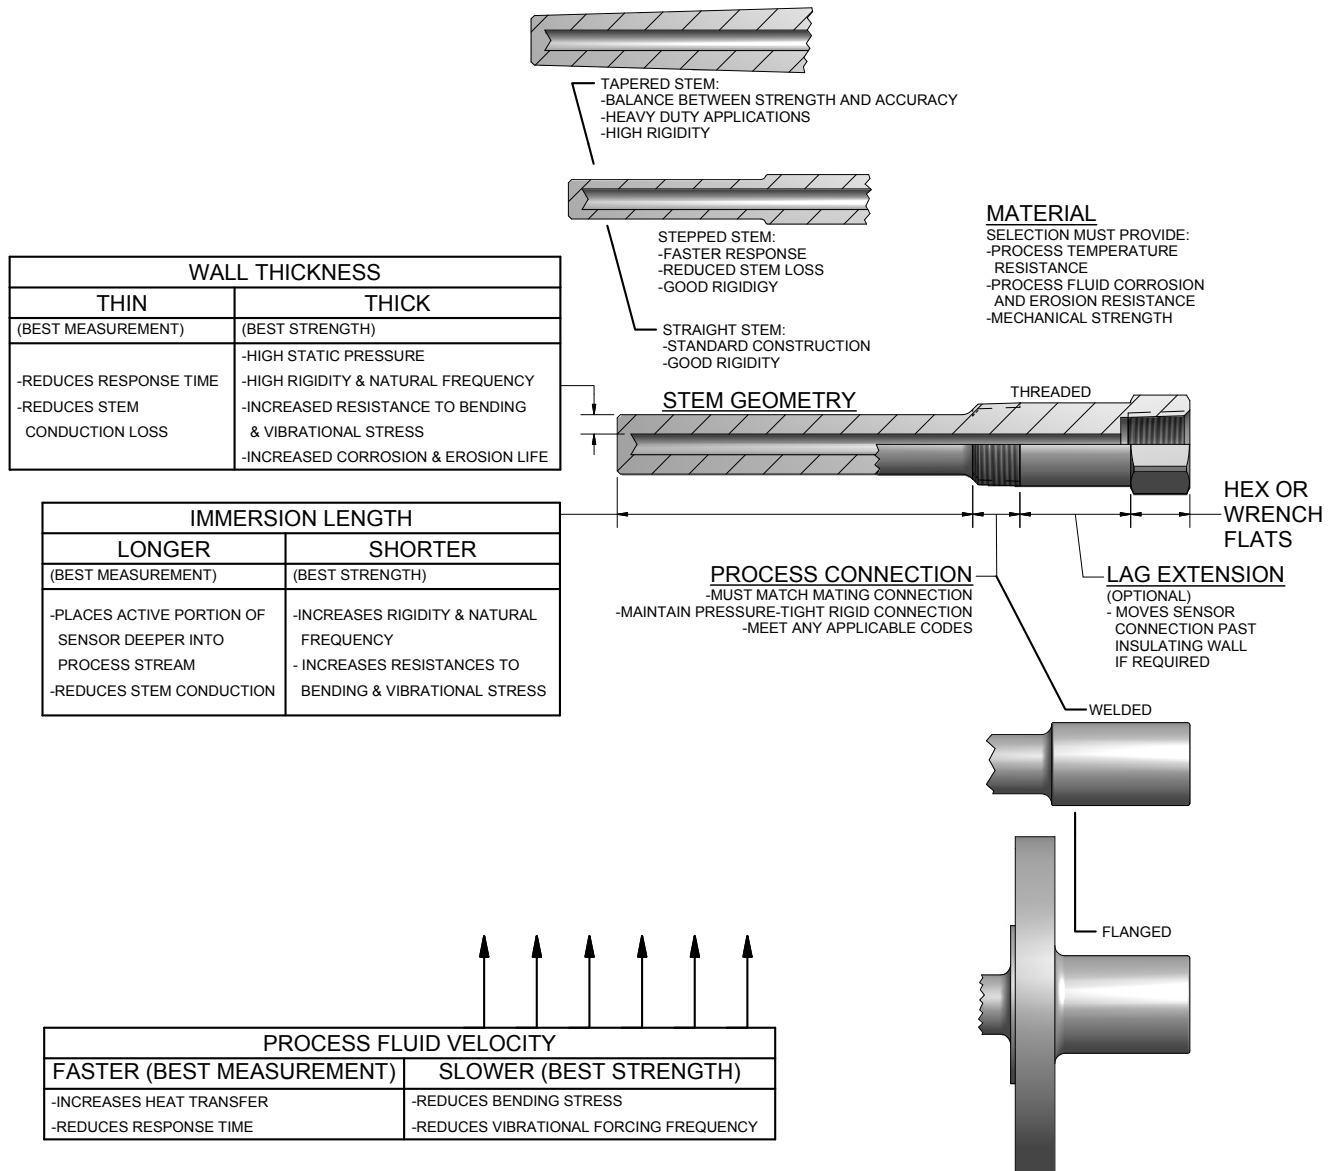 TAPERED STEM:
-BALANCE BETWEEN STRENGTH AND ACCURACY
-HEAVY DUTY APPLICATIONS
-HIGH RIGIDITY
STEPPED STEM:
-FASTER RESPONSE
-REDUCED STEM LOSS
-GOOD RIGIDIGY
STRAIGHT STEM:
-STANDARD CONSTRUCTION
-GOOD RIGIDITY
MATERIAL
SELECTION MUST PROVIDE:
-PROCESS TEMPERATURE
RESISTANCE
-PROCESS FLUID CORROSION
AND EROSION RESISTANCE
-MECHANICAL STRENGTH
WALL THICKNESS
THIN
(BEST MEASUREMENT)
-REDUCES RESPONSE TIME
-REDUCES STEM
CONDUCTION LOSS
THICK
(BEST STRENGTH)
-HIGH STATIC PRESSURE
-HIGH RIGIDITY & NATURAL FREQUENCY
-INCREASED RESISTANCE TO BENDING
& VIBRATIONAL STRESS
-INCREASED CORROSION & EROSION LIFE
STEM GEOMETRY
THREADED
HEX OR
WRENCH
FLATS
IMMERSION LENGTH
LONGER
(BEST MEASUREMENT)
-PLACES ACTIVE PORTION OF
SENSOR DEEPER INTO
PROCESS STREAM
-REDUCES STEM CONDUCTION
SHORTER
(BEST STRENGTH)
-INCREASES RIGIDITY & NATURAL
FREQUENCY
- INCREASES RESISTANCES TO
BENDING & VIBRATIONAL STRESS
PROCESS CONNECTION
-MUST MATCH MATING CONNECTION
-MAINTAIN PRESSURE-TIGHT RIGID CONNECTION
-MEET ANY APPLICABLE CODES
LAG EXTENSION
(OPTIONAL)
- MOVES SENSOR
CONNECTION PAST
INSULATING WALL
IF REQUIRED
WELDED
FLANGED
PROCESS FLUID VELOCITY
FASTER (BEST MEASUREMENT)
-INCREASES HEAT TRANSFER
-REDUCES RESPONSE TIME
SLOWER (BEST STRENGTH)
-REDUCES BENDING STRESS
-REDUCES VIBRATIONAL FORCING FREQUENCY